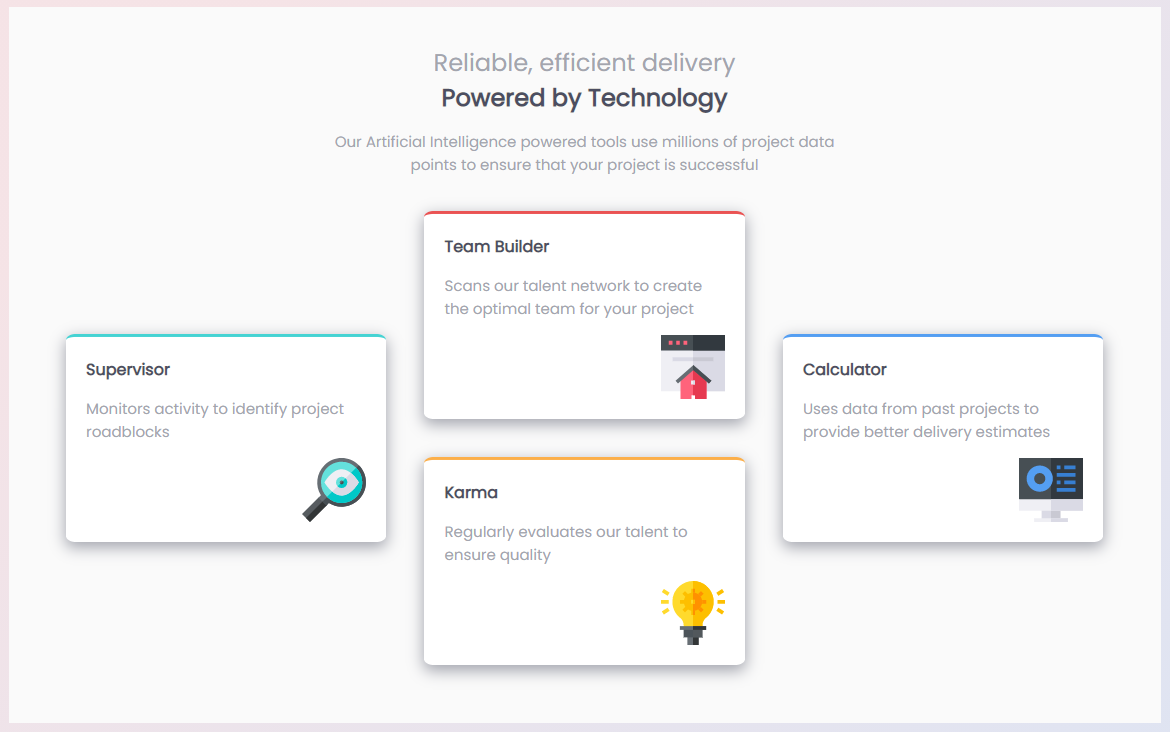 Reliable, efficient delivery
Powered by Technology
Our Artificial Intelligence powered tools use millions of project data
points to ensure that your project is successful
Supervisor
Monitors activity to identify project
roadblocks
Team Builder
Scans our talent network to create
the optimal team for your project
Karma
Regularly evaluates our talent to
ensure quality
Calculator
Uses data from past projects to
provide better delivery estimates